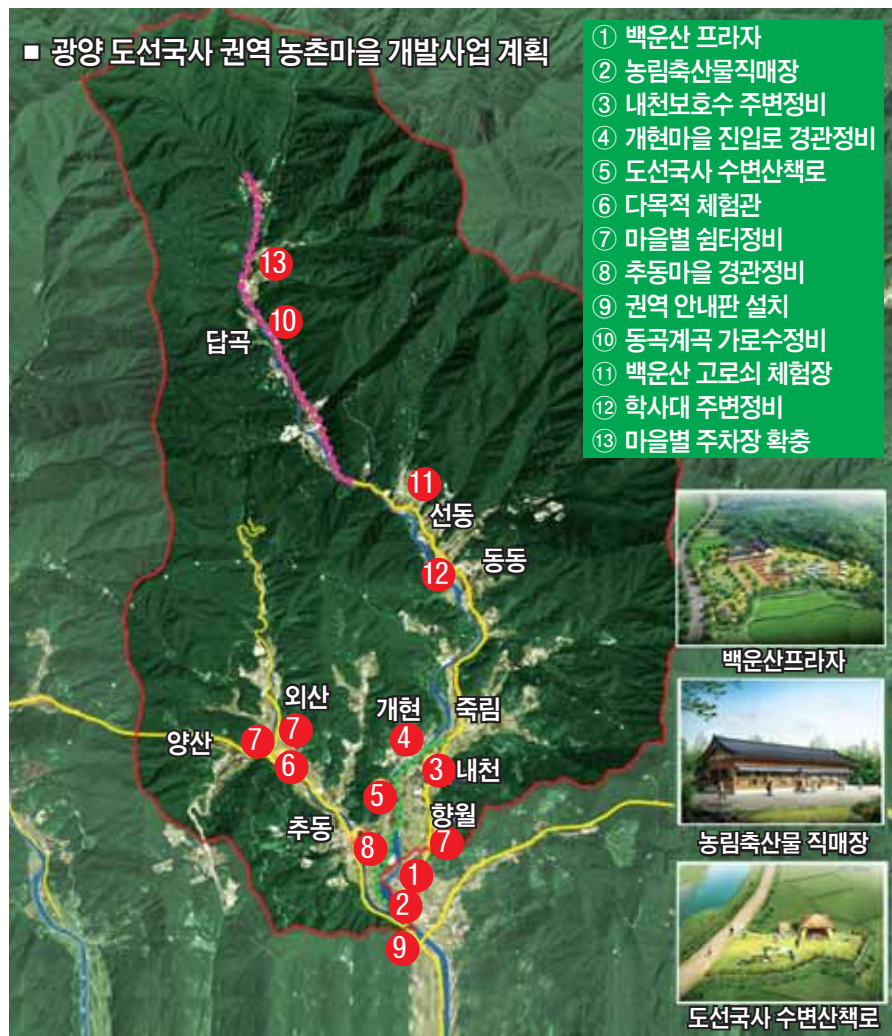 ■ 광양 도선국사 권역 농촌마을 개발사업 계획
① 백운산 프라자
② 농림축산물직매장
③ 내천보호수 주변정비
④ 개현마을 진입로 경관정비
⑤ 도선국사 수변산책로
⑥ 다목적 체험관
⑦ 마을별 쉼터정비
⑧ 추동마을 경관정비
⑨ 권역 안내판 설치
⑩ 동곡계곡 가로수정비
⑪ 백운산 고로쇠 체험장
⑫ 학사대 주변정비
⑬ 마을별 주차장 확충
13
10
답곡
11
선동
동동
12
백운산프라자
외산
개현
죽림
양산
7
7
4
6
3
내천
5
향월
추동
8
7
농림축산물 직매장
1
2
9
도선국사 수변산책로